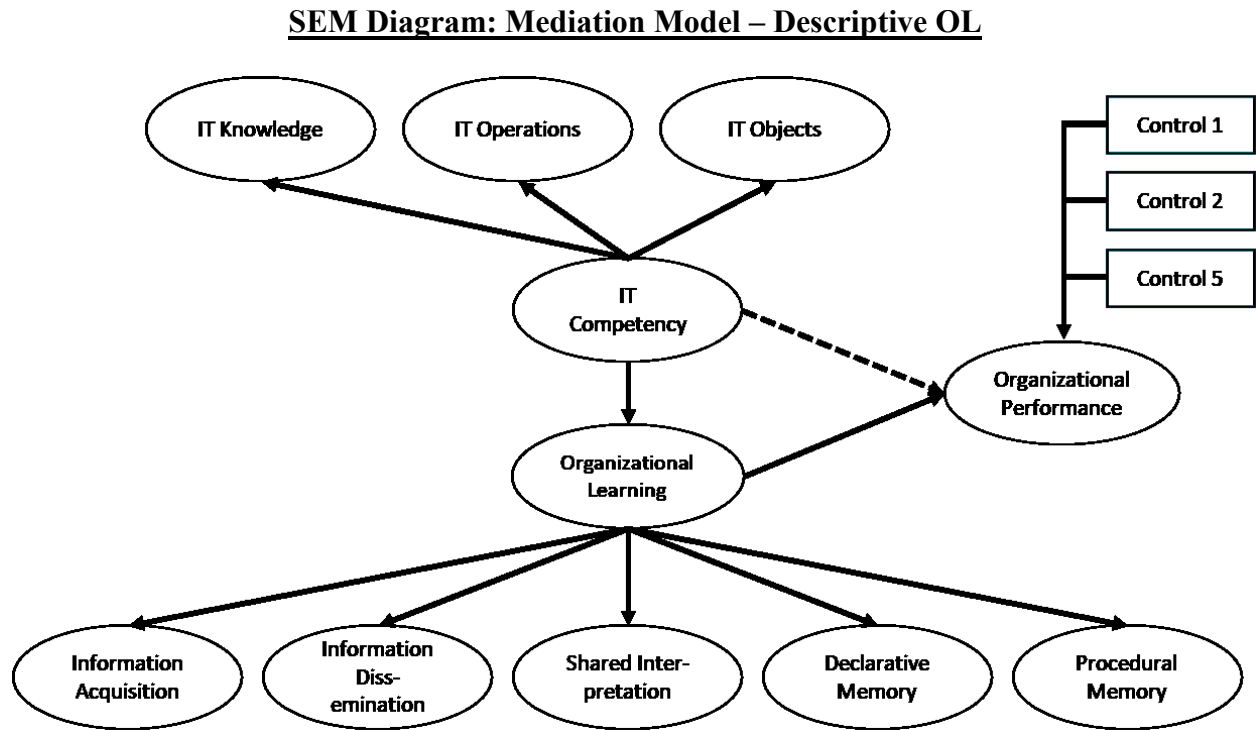 SEM Diagram: Mediation Model – Descriptive OL
IT Knowledge
IT Operations
IT Objects
Control 1
Control 2
Control 5
IT
Competency
Organizational
Performance
Organizational
Learning
Information
Acquisition
Information
Diss-
emination
Shared Inter-
pretation
Declarative
Memory
Procedural
Memory